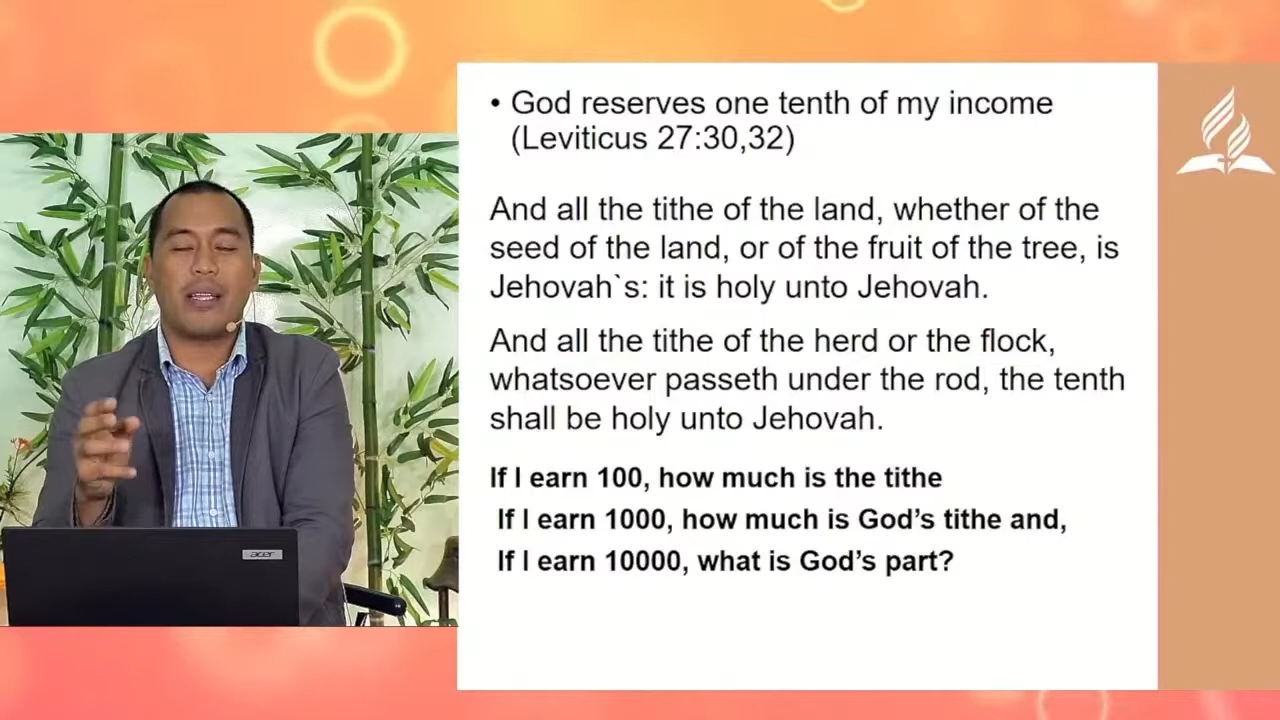 • God reserves one tenth of my income
(Leviticus 27:30,32)
And all the tithe of the land, whether of the
seed of the land, or of the fruit of the tree, is
Jehovah`s: it is holy unto Jehovah.
And all the tithe of the herd or the flock,
whatsoever passeth under the rod, the tenth
shall be holy unto Jehovah.
If I earn 100, how much is the tithe
If I earn 1000, how much is God’s tithe and,
If I earn 10000, what is God’s part?
acer